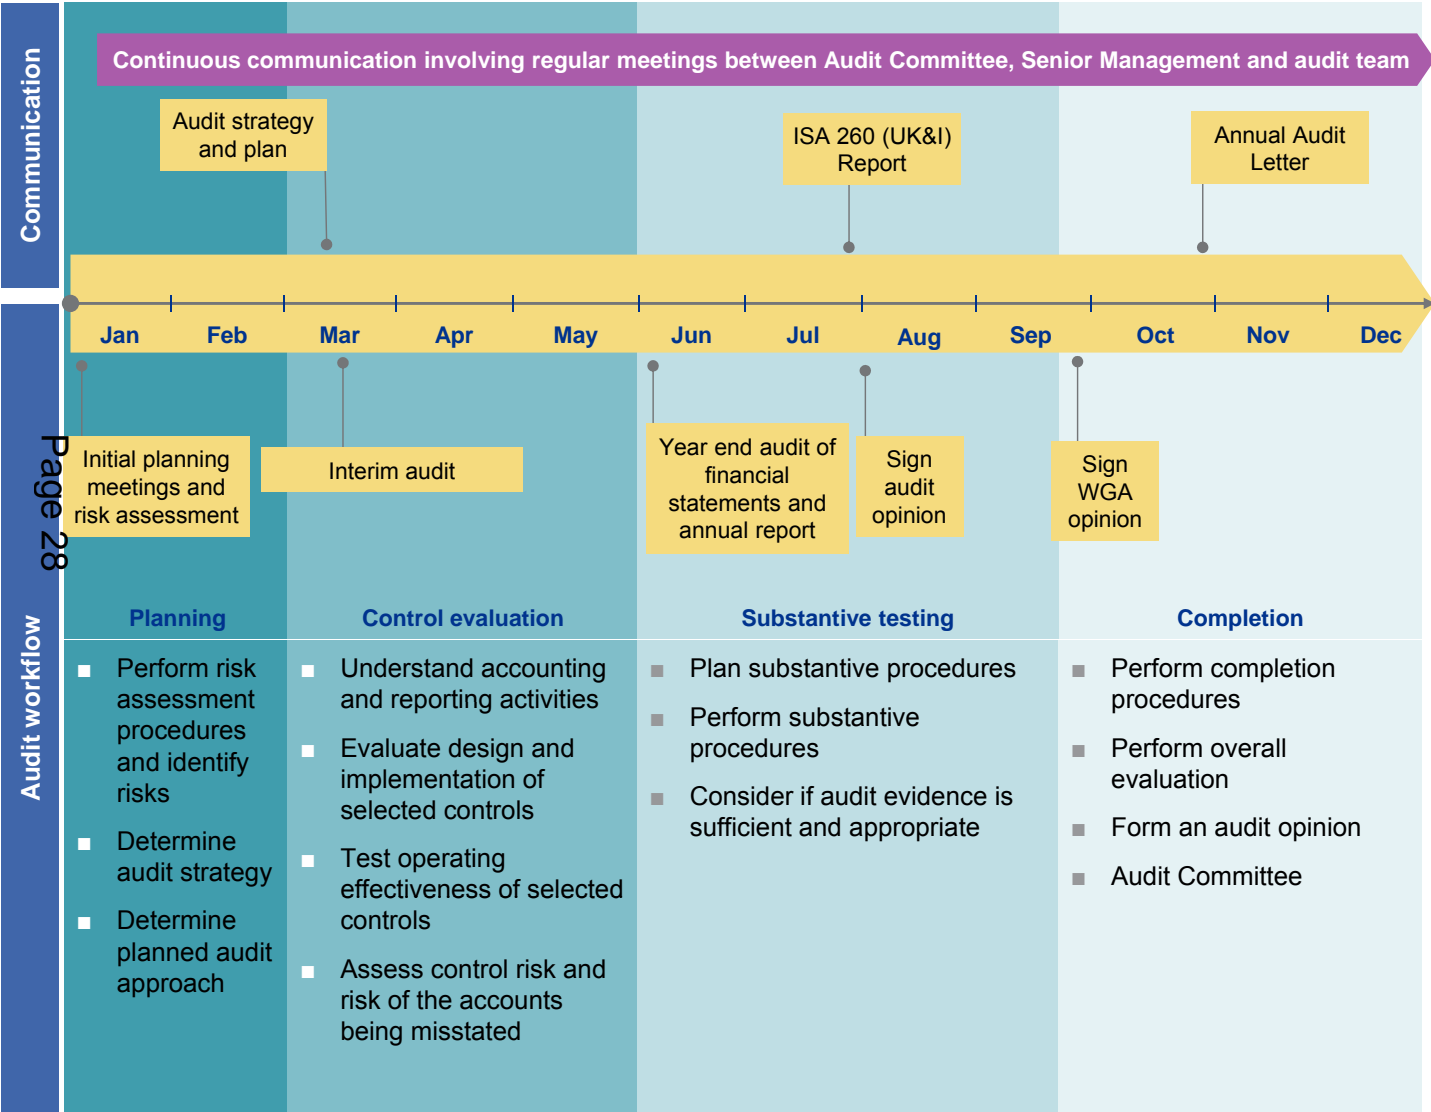 Communication
Continuous communication involving regular meetings between Audit Committee, Senior Management and audit team
Audit strategy
and plan
ISA 260 (UK&I)
Report
Annual Audit
Letter
Jan
Feb
Mar
Apr
May
Jun
Jul
Aug
Sep
Oct
Nov
Dec
Initial planning
meetings and
risk assessment
Interim audit
Year end audit of
financial
statements and
annual report
Sign
audit
opinion
Sign
WGA
opinion
Page 28
Audit workflow
Planning
Perform risk
assessment
procedures
and identify
risks
Determine
audit strategy
Determine
planned audit
approach
Control evaluation
Understand accounting
and reporting activities
Evaluate design and
implementation of
selected controls
Test operating
effectiveness of selected
controls
Assess control risk and
risk of the accounts
being misstated
Substantive testing
Plan substantive procedures
Perform substantive
procedures
Consider if audit evidence is
sufficient and appropriate
Completion
Perform completion
procedures
Perform overall
evaluation
Form an audit opinion
Audit Committee